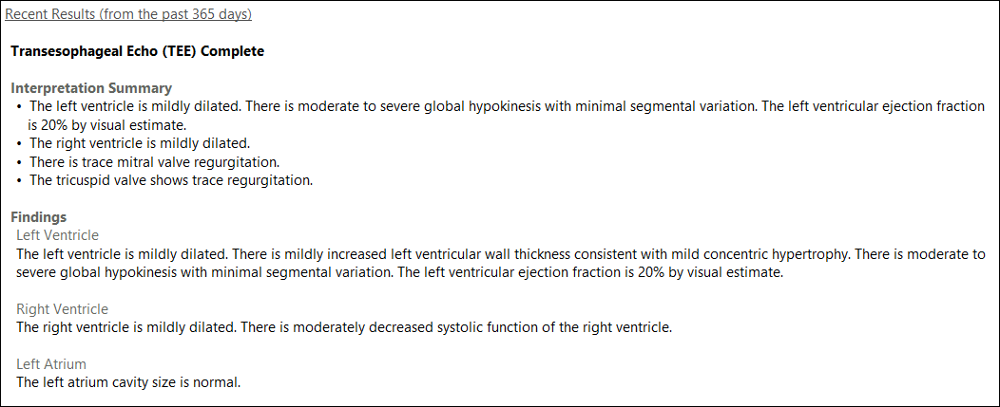 Recent Results (from the past 365 days)
Transesophageal Echo (TEE) Complete
Interpretation Summary
• The left ventricle is mildly dilated. There is moderate to severe global hypokinesis with minimal segmental variation. The left ventricular ejection fraction
is 20% by visual estimate.
• The right ventricle is mildly dilated.
• There is trace mitral valve regurgitation.
• The tricuspid valve shows trace regurgitation.
Findings
Left Ventricle
The left ventricle is mildly dilated. There is mildly increased left ventricular wall thickness consistent with mild concentric hypertrophy. There is moderate to
severe global hypokinesis with minimal segmental variation. The left ventricular ejection fraction is 20% by visual estimate.
Right Ventricle
The right ventricle is mildly dilated. There is moderately decreased systolic function of the right ventricle.
Left Atrium
The left atrium cavity size is normal.